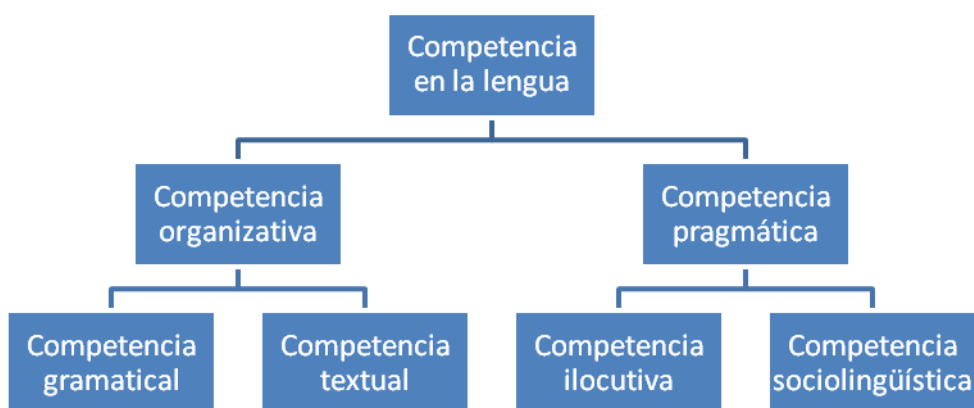 Competencia
en la lengua
Competencia
organizativa
Competencia
pragmática
Competencia
gramatical
Competencia
textual
Competencia
ilocutiva
Competencia
sociolingüística